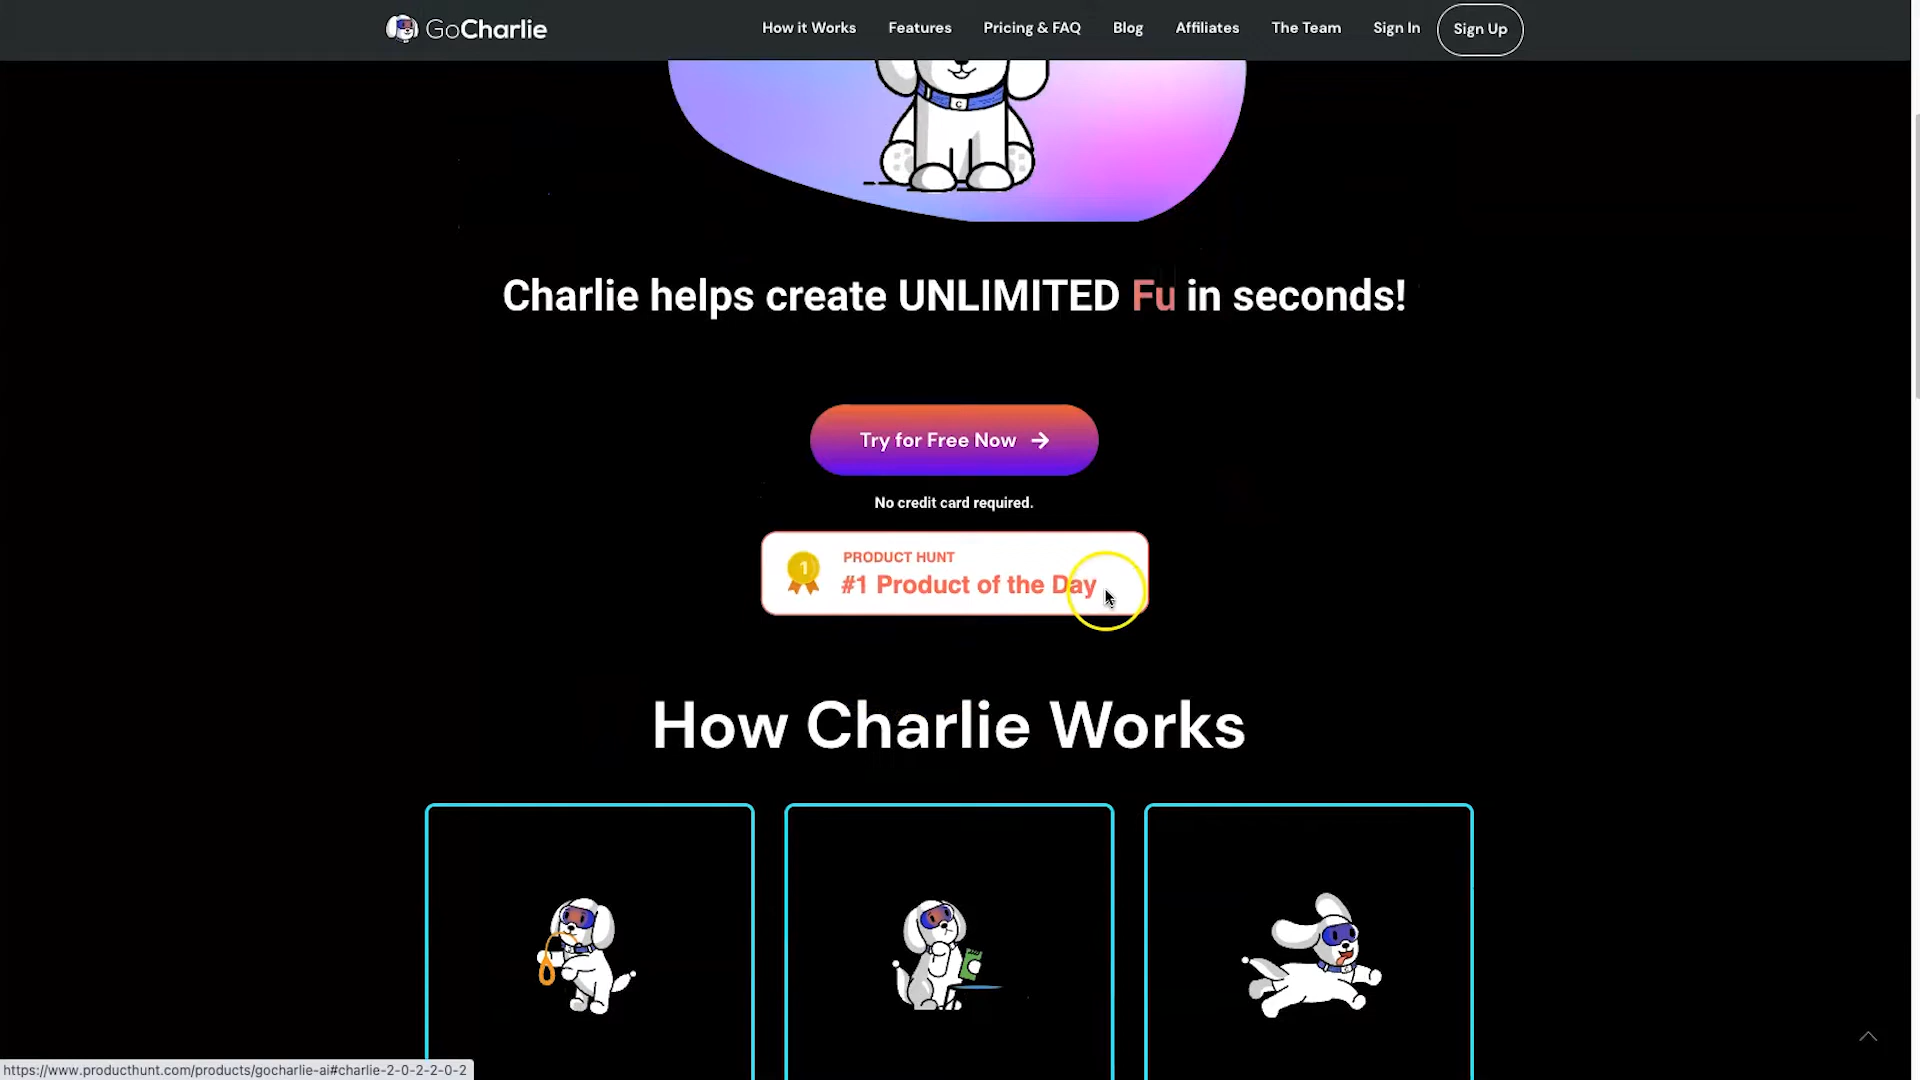 GoCharlie
How it Works
Features
Pricing & FAQ
Blog
Affiliates
The Team
Sign In
Sign Up
C
Charlie helps create UNLIMITED Fu in seconds!
Try for Free Now
No credit card required.
1
PRODUCT HUNT
#1 Product of the Day
How Charlie Works
https://www.producthunt.com/products/gocharlie-ai#charlie-2-0-2-2-0-2